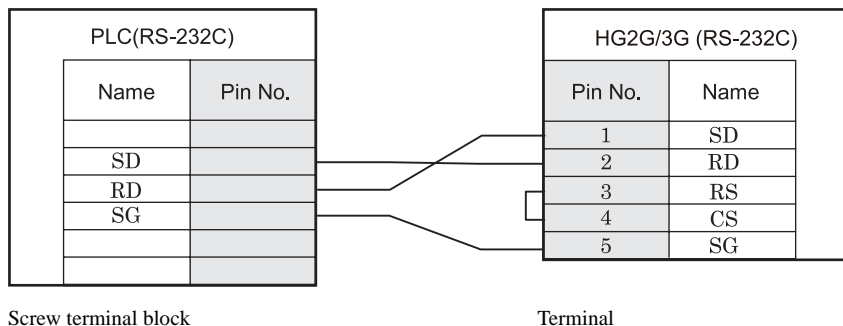 PLC(RS-232C)
Name Pin No.
SD
RD
SG
Screw terminal block
HG2G/3G (RS-232C)
Pin No. Name
1 SD
2 RD
3 RS
4 CS
5 SG
Terminal